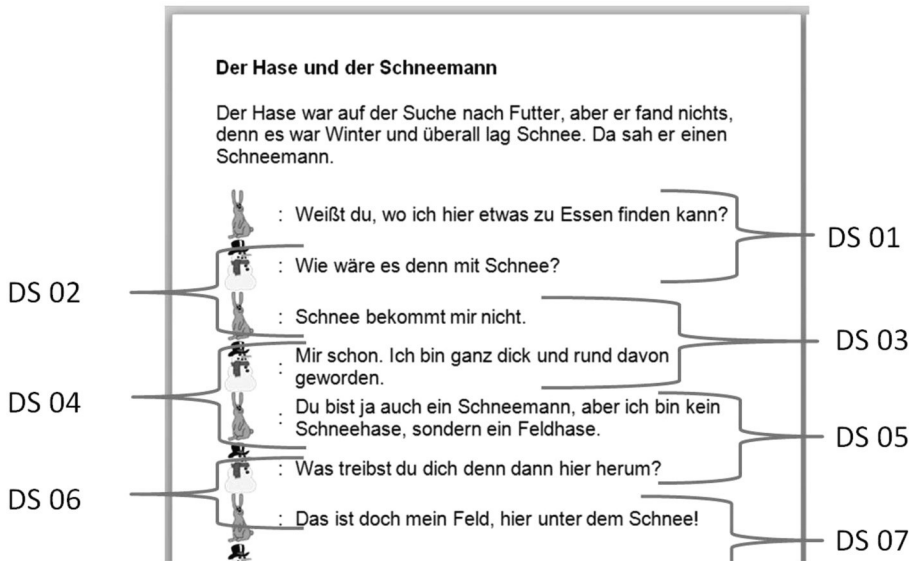 Der Hase und der Schneemann
Der Hase war auf der Suche nach Futter, aber er fand nichts,
denn es war Winter und überall lag Schnee. Da sah er einen
Schneemann.
: Weißt du, wo ich hier etwas zu Essen finden kann?
DS 01
: Wie wäre es denn mit Schnee?
DS 02
: Schnee bekommt mir nicht.
DS 03
: Mir schon. Ich bin ganz dick und rund davon
geworden.
DS 04
: Du bist ja auch ein Schneemann, aber ich bin kein
Schneehase, sondern ein Feldhase.
DS 05
: Was treibst du dich denn dann hier herum?
DS 06
: Das ist doch mein Feld, hier unter dem Schnee!
DS 07